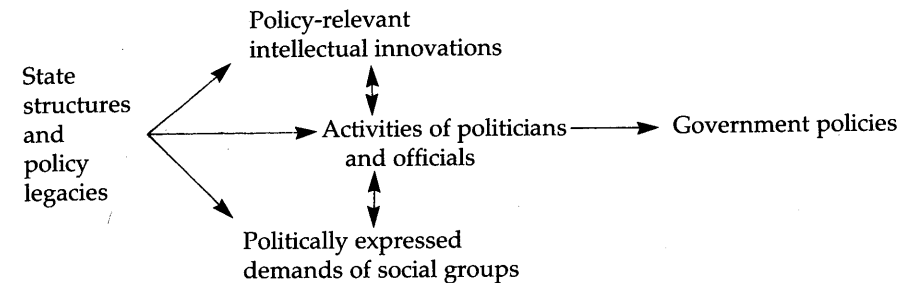 Policy-relevant
intellectual innovations
State
structures
and
policy
legacies
Activities of politicians
and officials
Government policies
Politically expressed
demands of social groups